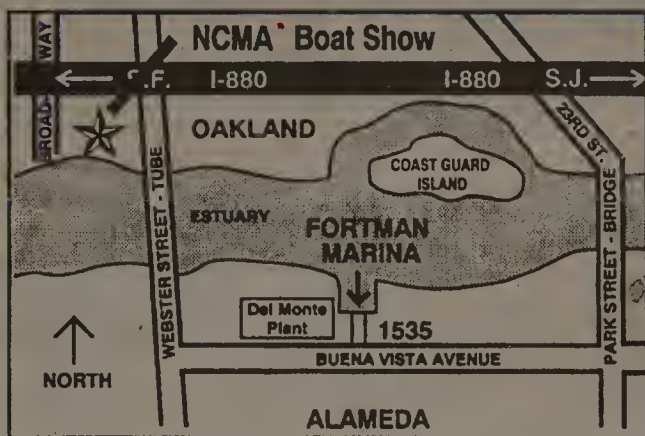 NCMA Boat Show
BROADWAY
← S.F. I-880 I-880 S.J. →
OAKLAND
23RD ST.
COAST GUARD
ISLAND
WEBSTER STREET - TUBE
ESTUARY
FORTMAN
MARINA
PARK STREET - BRIDGE
Del Monte
Plant
1535
BUENA VISTA AVENUE
NORTH
ALAMEDA